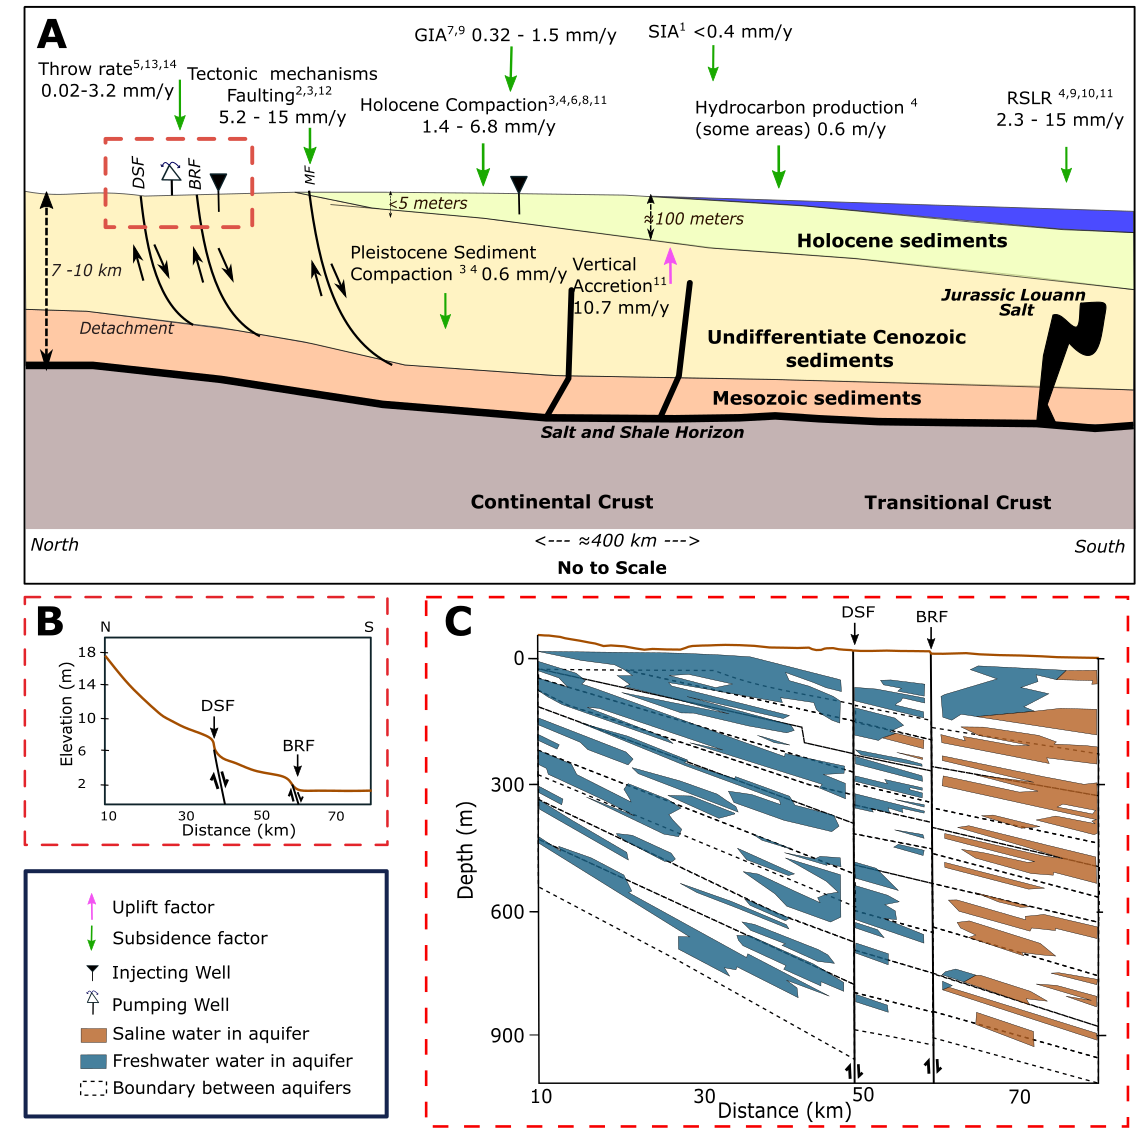 A
GIA7,9 0.32 - 1.5 mm/y
SIA1 <0.4 mm/y
Throw rate5,13,14
0.02-3.2 mm/y
Tectonic mechanisms
Faulting2,3,12
5.2 - 15 mm/y
Holocene Compaction3,4,6,8,11
1.4 - 6.8 mm/y
Hydrocarbon production 4
(some areas) 0.6 m/y
RSLR 4,9,10,11
2.3 - 15 mm/y
DSF
BRF
MF
<5 meters
≈100 meters
Holocene sediments
7 -10 km
Pleistocene Sediment
Compaction 3 4 0.6 mm/y
Vertical
Accretion11
10.7 mm/y
Jurassic Louann
Salt
Detachment
Undifferentiate Cenozoic
sediments
Mesozoic sediments
Salt and Shale Horizon
Continental Crust
Transitional Crust
North
<--- ≈400 km --->
South
No to Scale
B
N
S
18
14
10
6
2
Elevation (m)
DSF
BRF
10
30
50
70
Distance (km)
C
DSF
BRF
0
300
600
900
Depth (m)
10
30
50
70
Distance (km)
Uplift factor
Subsidence factor
Injecting Well
Pumping Well
Saline water in aquifer
Freshwater water in aquifer
Boundary between aquifers